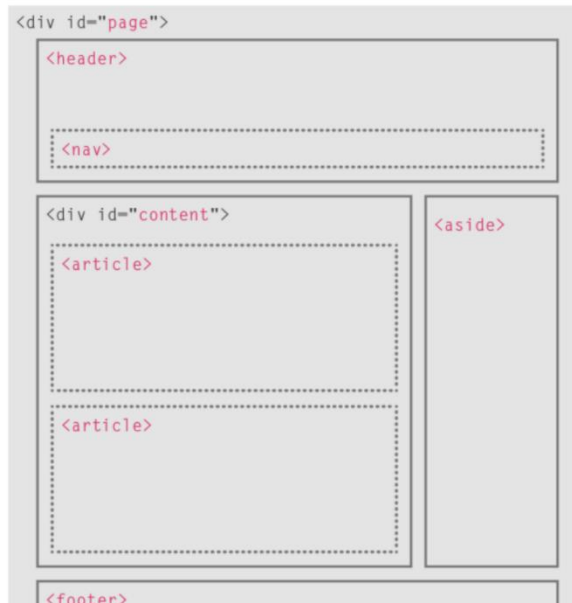 <div id="page">
<header>
<nav>
<div id="content">
<article>
<article>
<aside>
<footer>